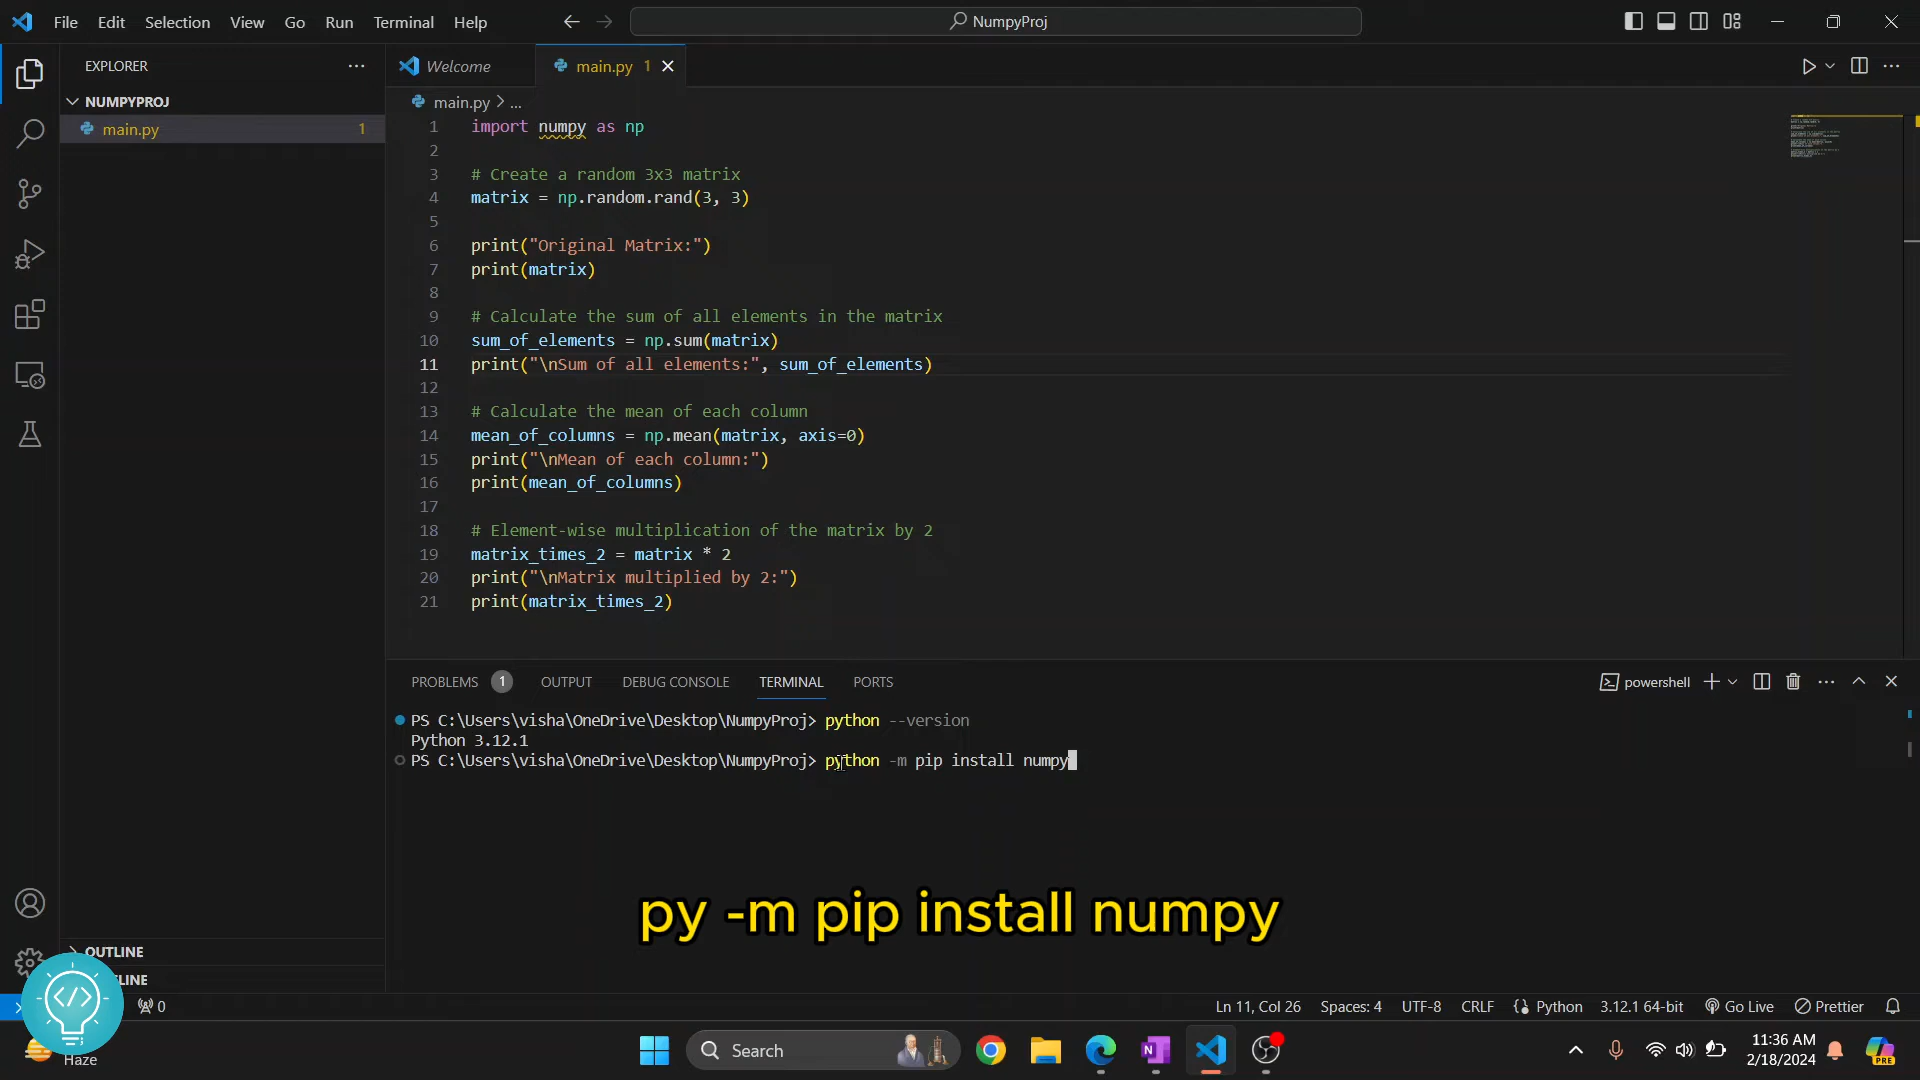 File Edit Selection View Go Run Terminal Help
NumpyProj
EXPLORER
Welcome
main.py 1
NUMPYPROJ
main.py 1
main.py > ...
1 import numpy as np
2
3 # Create a random 3x3 matrix
4 matrix = np.random.rand(3, 3)
5
6 print("Original Matrix:")
7 print(matrix)
8
9 # Calculate the sum of all elements in the matrix
10 sum_of_elements = np.sum(matrix)
11 print("\nSum of all elements:", sum_of_elements)
12
13 # Calculate the mean of each column
14 mean_of_columns = np.mean(matrix, axis=0)
15 print("\nMean of each column:")
16 print(mean_of_columns)
17
18 # Element-wise multiplication of the matrix by 2
19 matrix_times_2 = matrix * 2
20 print("\nMatrix multiplied by 2:")
21 print(matrix_times_2)
PROBLEMS 1 OUTPUT DEBUG CONSOLE TERMINAL PORTS
powershell
PS C:\Users\visha\OneDrive\Desktop\NumpyProj> python --version
Python 3.12.1
PS C:\Users\visha\OneDrive\Desktop\NumpyProj> python -m pip install numpy
py -m pip install numpy
OUTLINE
LINE
0
Ln 11, Col 26 Spaces: 4 UTF-8 CRLF Python 3.12.1 64-bit Go Live Prettier
Haze
Search
11:36 AM
2/18/2024
PRE